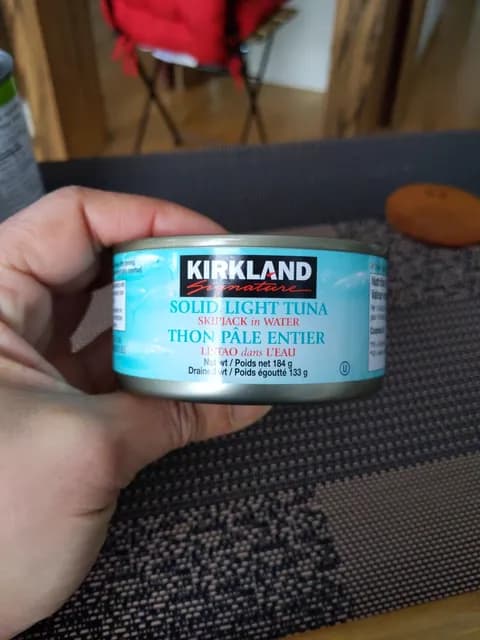 KIRKLAND
Signature
SOLID LIGHT TUNA
SKIPJACK in WATER
THON PÂLE ENTIER
LISTAO dans L'EAU
Net wt / Poids net 184 g
Drained wt / Poids égoutté 133 g
U